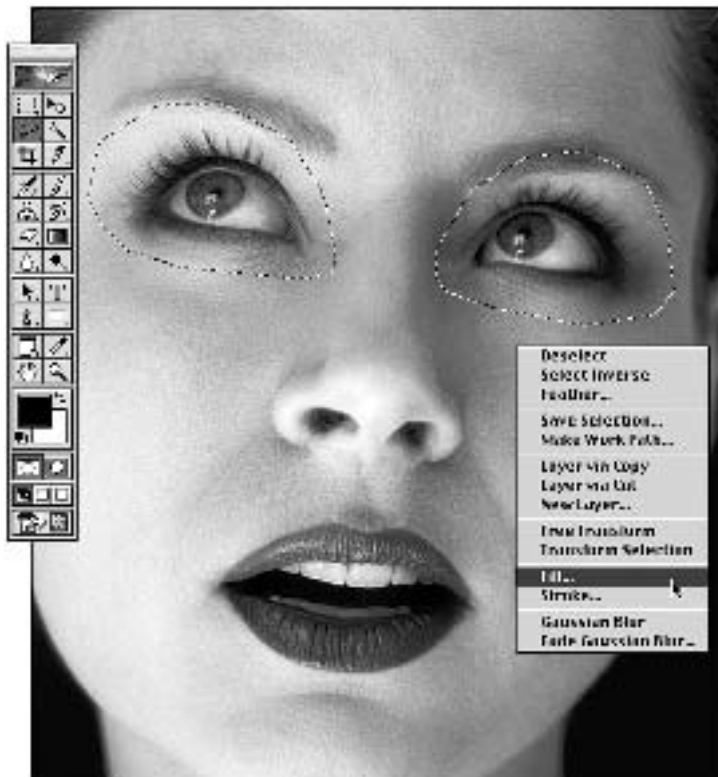 Deselect
Select Inverse
Feather...
Save Selection...
Make Work Path...
Layer via Copy
Layer via Cut
New Layer...
Free Transform
Transform Selection
Fill...
Stroke...
Gaussian Blur
Fade Gaussian Blur...